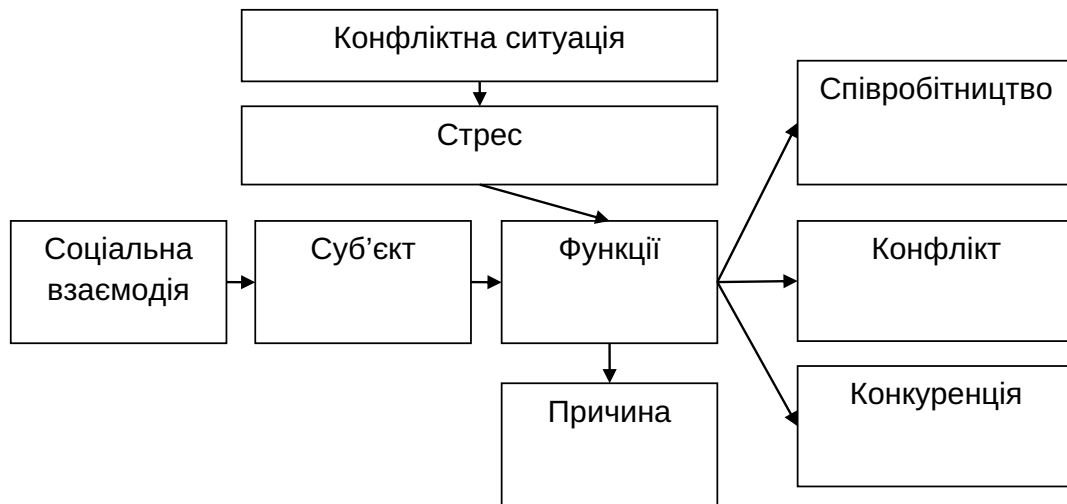 Конфліктна ситуація
Співробітництво
Стрес
Соціальна
взаємодія
Суб’єкт
Функції
Конфлікт
Причина
Конкуренція